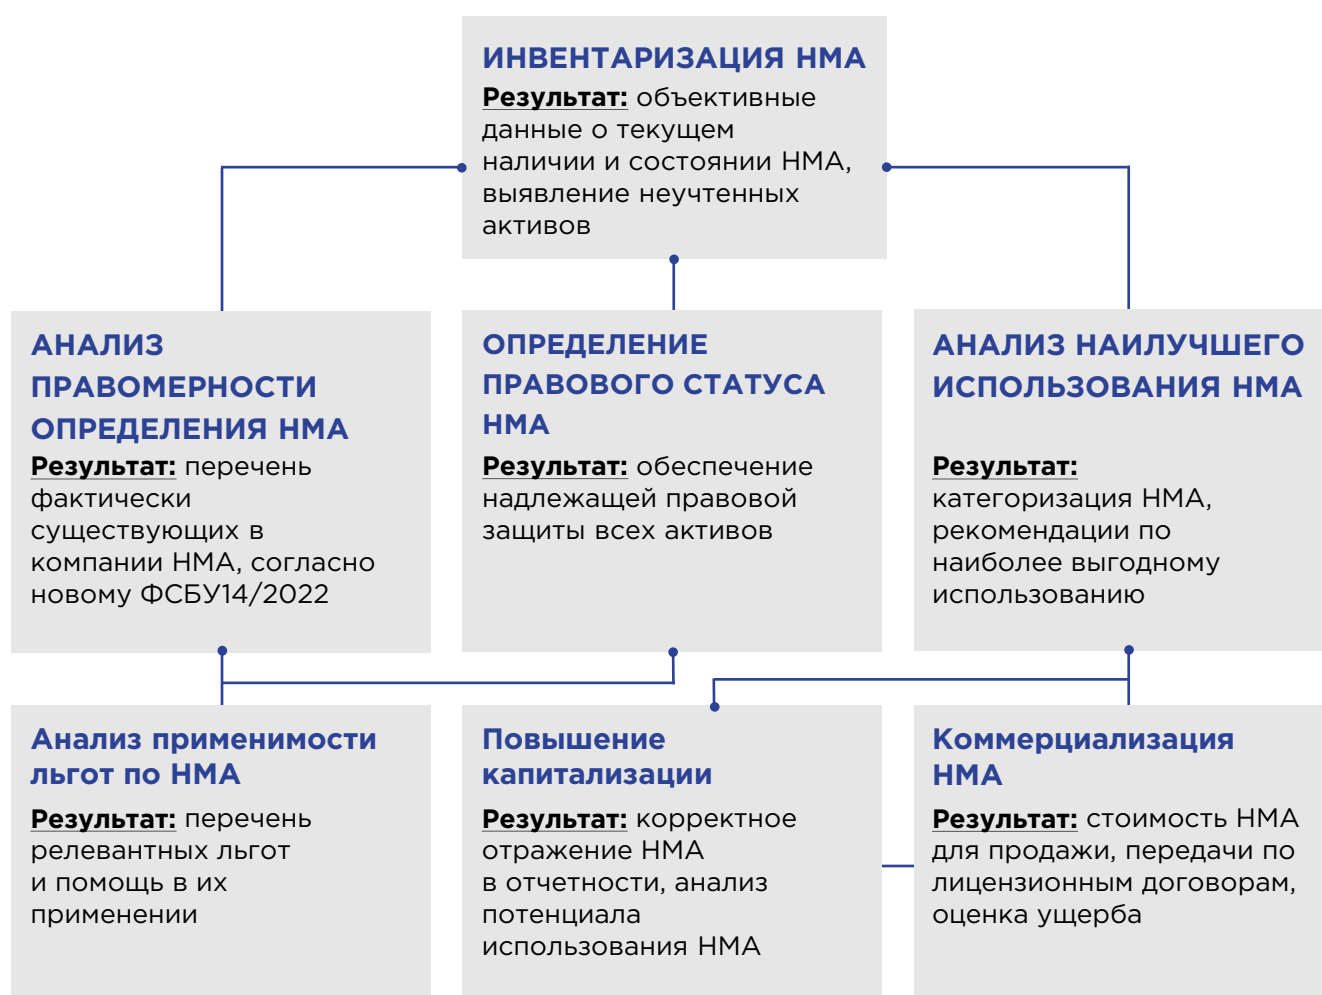 ИНВЕНТАРИЗАЦИЯ НМА
Результат: объективные
данные о текущем
наличии и состоянии НМА,
выявление неучтенных
активов
АНАЛИЗ
ПРАВОМЕРНОСТИ
ОПРЕДЕЛЕНИЯ НМА
Результат: перечень
фактически
существующих в
компании НМА, согласно
новому ФСБУ14/2022
ОПРЕДЕЛЕНИЕ
ПРАВОВОГО СТАТУСА
НМА
Результат: обеспечение
надлежащей правовой
защиты всех активов
АНАЛИЗ НАИЛУЧШЕГО
ИСПОЛЬЗОВАНИЯ НМА
Результат:
категоризация НМА,
рекомендации по
наиболее выгодному
использованию
Анализ применимости
льгот по НМА
Результат: перечень
релевантных льгот
и помощь в их
применении
Повышение
капитализации
Результат: корректное
отражение НМА
в отчетности, анализ
потенциала
использования НМА
Коммерциализация
НМА
Результат: стоимость НМА
для продажи, передачи по
лицензионным договорам,
оценка ущерба